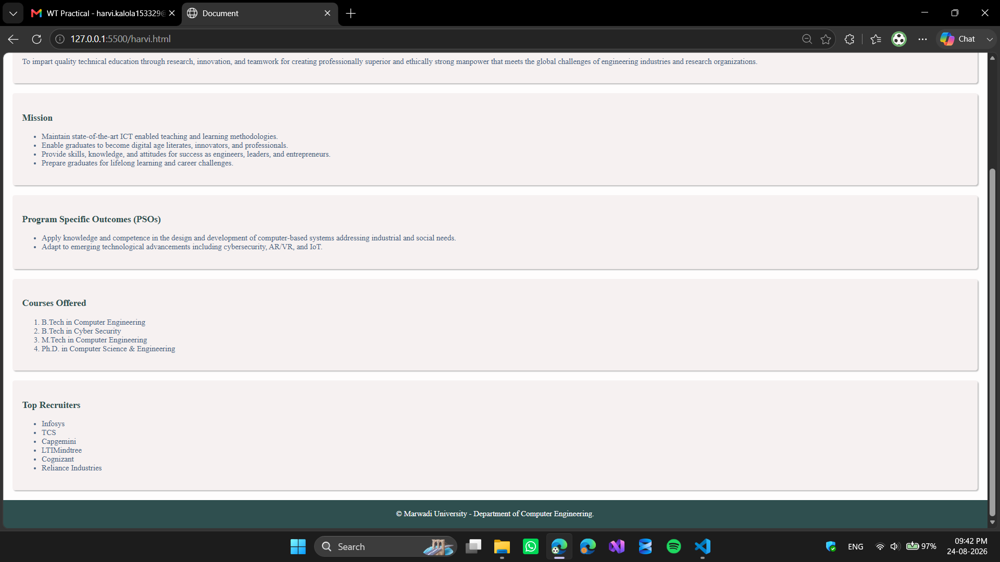 WT Practical - harvi.kalola153329@
Document
127.0.0.1:5500/harvi.html
Chat
To impart quality technical education through research, innovation, and teamwork for creating professionally superior and ethically strong manpower that meets the global challenges of engineering industries and research organizations.
Mission
• Maintain state-of-the-art ICT enabled teaching and learning methodologies.
• Enable graduates to become digital age literates, innovators, and professionals.
• Provide skills, knowledge, and attitudes for success as engineers, leaders, and entrepreneurs.
• Prepare graduates for lifelong learning and career challenges.
Program Specific Outcomes (PSOs)
• Apply knowledge and competence in the design and development of computer-based systems addressing industrial and social needs.
• Adapt to emerging technological advancements including cybersecurity, AR/VR, and IoT.
Courses Offered
1. B.Tech in Computer Engineering
2. B.Tech in Cyber Security
3. M.Tech in Computer Engineering
4. Ph.D. in Computer Science & Engineering
Top Recruiters
• Infosys
• TCS
• Capgemini
• LTIMindtree
• Cognizant
• Reliance Industries
© Marwadi University - Department of Computer Engineering.
Search
ENG
97%
09:42 PM
24-08-2026